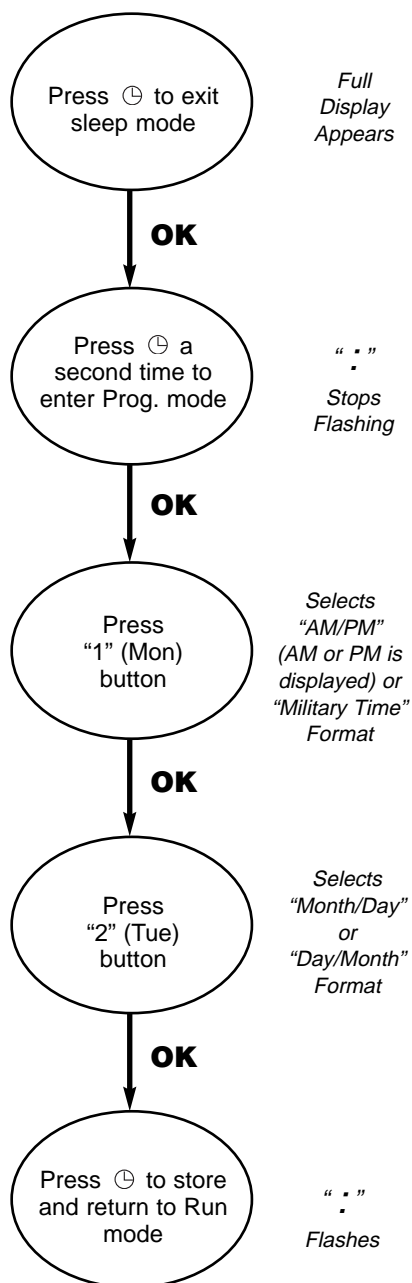 Press 🕒 to exit
sleep mode
Full
Display
Appears
OK
Press 🕒 a
second time to
enter Prog. mode
“:”
Stops
Flashing
OK
Press
“1” (Mon)
button
Selects
“AM/PM”
(AM or PM is
displayed) or
“Military Time”
Format
OK
Press
“2” (Tue)
button
Selects
“Month/Day”
or
“Day/Month”
Format
OK
Press 🕒 to store
and return to Run
mode
“:”
Flashes